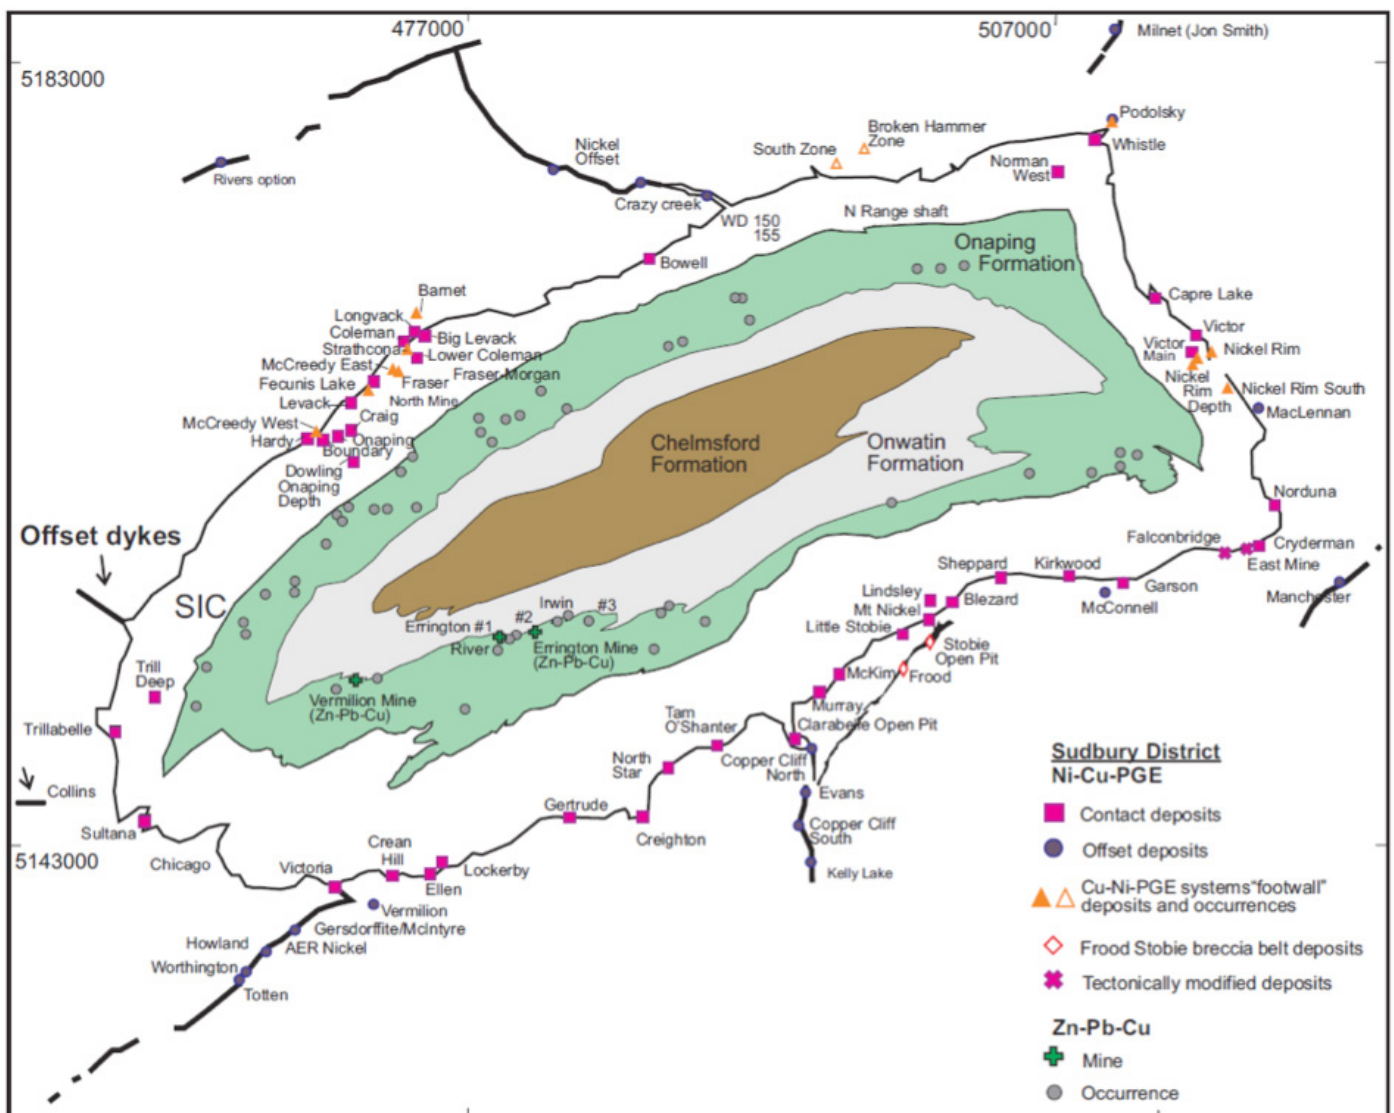 477000
507000
5183000
Milnet (Jon Smith)
Podolsky
Broken Hammer
Zone
South Zone
Whistle
Norman
West
Nickel
Offset
Rivers option
Crazy creek
WD 150
155
N Range shaft
Onaping
Formation
Bowell
Capre Lake
Barnet
Longvack
Coleman
Big Levack
Strathcona
Lower Coleman
McCreedy East
Fraser-Morgan
Fraser
Fecunis Lake
North Mine
Levack
Craig
McCreedy West
Hardy
Onaping
Boundary
Dowling
Onaping
Depth
Victor
Victor
Main
Nickel Rim
Nickel
Rim
Depth
Nickel Rim South
MacLennan
Chelmsford
Formation
Onwatin
Formation
Norduna
Offset dykes
Falconbridge
Cryderman
East Mine
Sheppard
Kirkwood
Garson
Manchester
McConnell
SIC
Lindsley
Blezard
Mt Nickel
Little Stobie
Irwin
#3
#2
Errington #1
River
Errington Mine
(Zn-Pb-Cu)
Stobie
Open Pit
McKim
Frood
Trill
Deep
Vermilion Mine
(Zn-Pb-Cu)
Murray
Tam
O'Shanter
Clarabelle Open Pit
Trillabelle
North
Star
Copper Cliff
North
Collins
Evans
Gertrude
Copper Cliff
South
Sultana
Creighton
5143000
Chicago
Crean
Hill
Victoria
Lockerby
Ellen
Kelly Lake
Vermilion
Gersdorffite/McIntyre
Howland
AER Nickel
Worthington
Totten
Sudbury District
Ni-Cu-PGE
Contact deposits
Offset deposits
Cu-Ni-PGE systems“footwall”
deposits and occurrences
Frood Stobie breccia belt deposits
Tectonically modified deposits
Zn-Pb-Cu
Mine
Occurrence